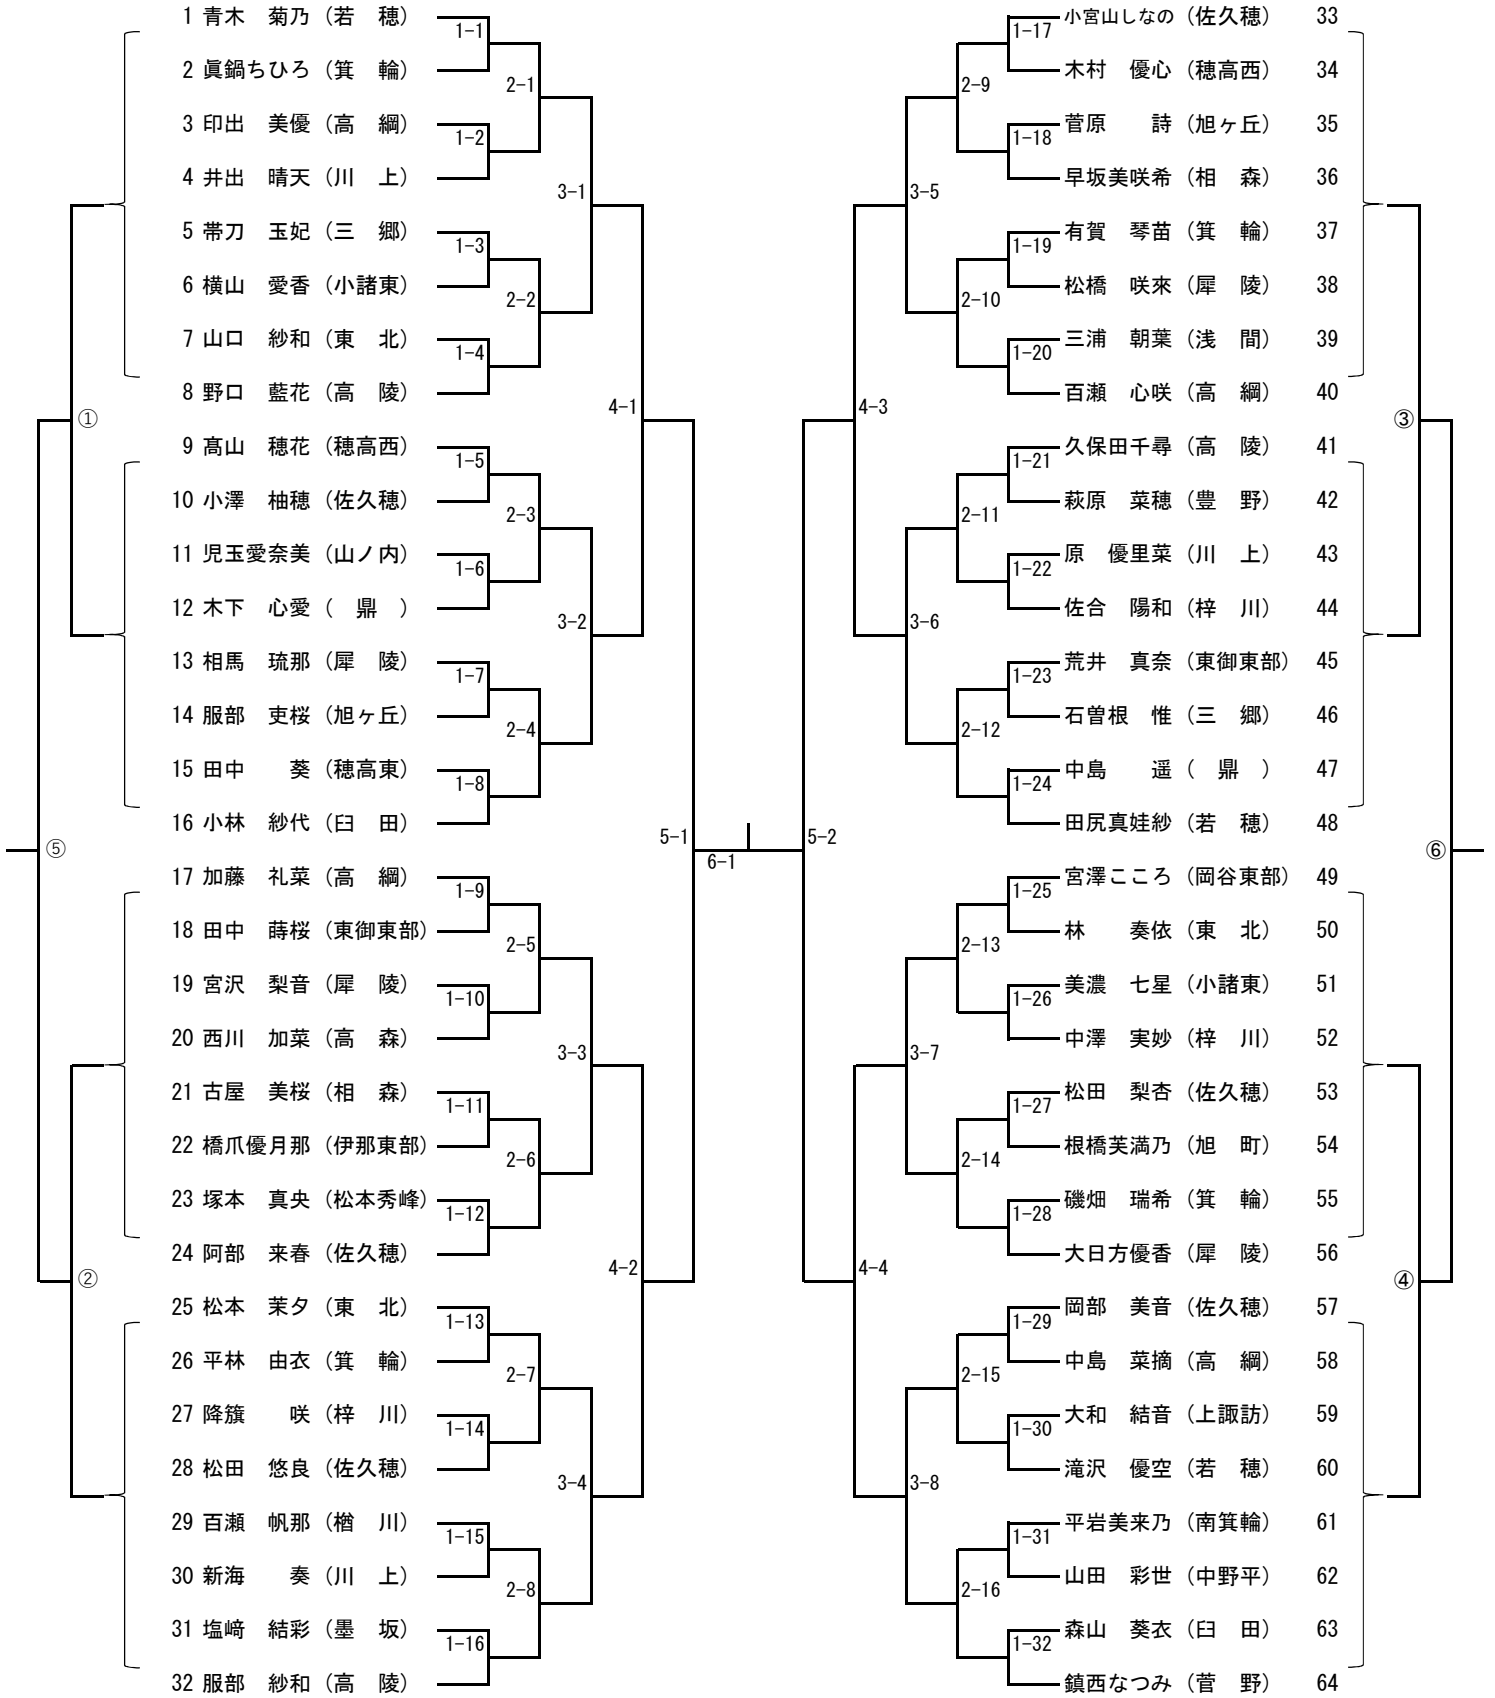 1 青木　菊乃（若　穂）
1-1
2 眞鍋ちひろ（箕　輪）
2-1
3 印出　美優（高　綱）
1-2
4 井出　晴天（川　上）
3-1
5 帯刀　玉妃（三　郷）
1-3
6 横山　愛香（小諸東）
2-2
7 山口　紗和（東　北）
1-4
8 野口　藍花（高　陵）
① 4-1
9 髙山　穂花（穂高西）
1-5
10 小澤　柚穂（佐久穂）
2-3
11 児玉愛奈美（山ノ内）
1-6
12 木下　心愛（　鼎　）
3-2
13 相馬　琉那（犀　陵）
1-7
14 服部　吏桜（旭ヶ丘）
2-4
15 田中　　葵（穂高東）
1-8
16 小林　紗代（臼　田）
⑤ 5-1
6-1
17 加藤　礼菜（高　綱）
1-9
18 田中　蒔桜（東御東部）
2-5
19 宮沢　梨音（犀　陵）
1-10
20 西川　加菜（高　森）
3-3
21 古屋　美桜（相　森）
1-11
22 橋爪優月那（伊那東部）
2-6
23 塚本　真央（松本秀峰）
1-12
24 阿部　来春（佐久穂）
② 4-2
25 松本　茉夕（東　北）
1-13
26 平林　由衣（箕　輪）
2-7
27 降籏　　咲（梓　川）
1-14
28 松田　悠良（佐久穂）
3-4
29 百瀬　帆那（楢　川）
1-15
30 新海　　奏（川　上）
2-8
31 塩﨑　結彩（墨　坂）
1-16
32 服部　紗和（高　陵）
小宮山しなの（佐久穂）　33
1-17
木村　優心（穂高西）　34
2-9
菅原　　詩（旭ヶ丘）　35
1-18
早坂美咲希（相　森）　36
3-5
有賀　琴苗（箕　輪）　37
1-19
松橋　咲來（犀　陵）　38
2-10
三浦　朝葉（浅　間）　39
1-20
百瀬　心咲（高　綱）　40
4-3 ③
久保田千尋（高　陵）　41
1-21
萩原　菜穂（豊　野）　42
2-11
原　優里菜（川　上）　43
1-22
佐合　陽和（梓　川）　44
3-6
荒井　真奈（東御東部）　45
1-23
石曽根　惟（三　郷）　46
2-12
中島　　遥（　鼎　）　47
1-24
田尻真娃紗（若　穂）　48
5-2 ⑥
宮澤こころ（岡谷東部）　49
1-25
林　　奏依（東　北）　50
2-13
美濃　七星（小諸東）　51
1-26
中澤　実妙（梓　川）　52
3-7
松田　梨杏（佐久穂）　53
1-27
根橋芙満乃（旭　町）　54
2-14
磯畑　瑞希（箕　輪）　55
1-28
大日方優香（犀　陵）　56
4-4 ④
岡部　美音（佐久穂）　57
1-29
中島　菜摘（高　綱）　58
2-15
大和　結音（上諏訪）　59
1-30
滝沢　優空（若　穂）　60
3-8
平岩美来乃（南箕輪）　61
1-31
山田　彩世（中野平）　62
2-16
森山　葵衣（臼　田）　63
1-32
鎮西なつみ（菅　野）　64